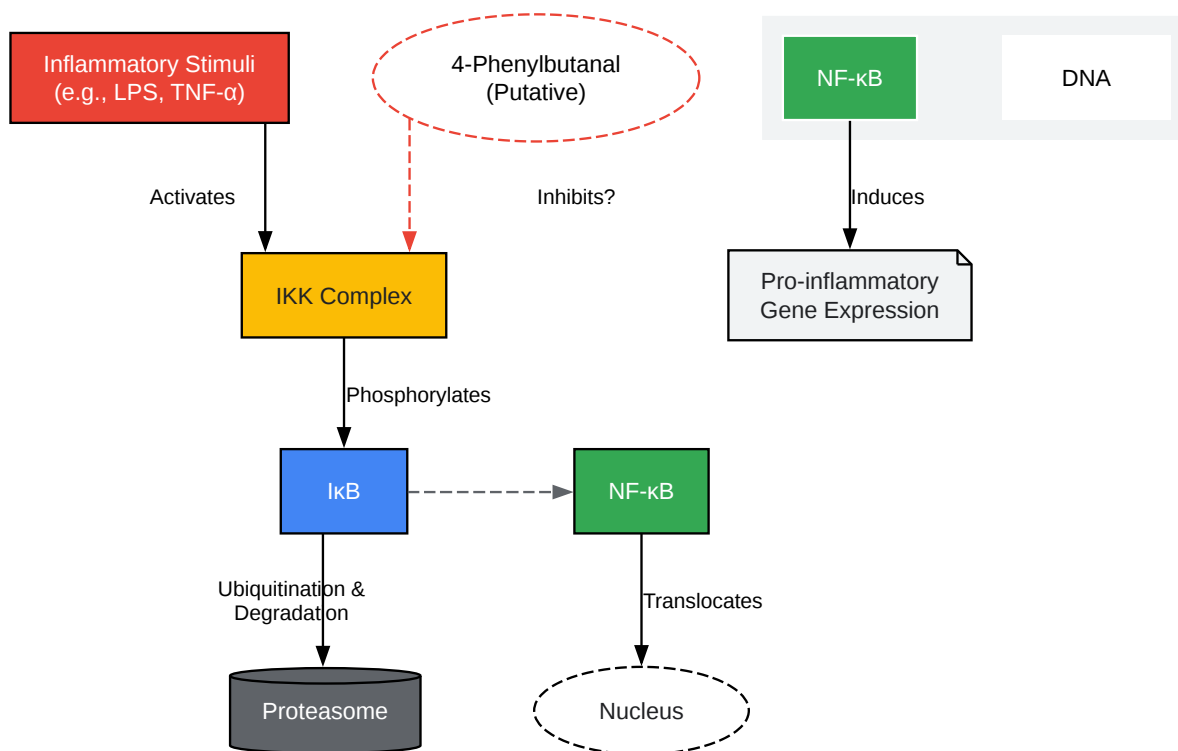 Inflammatory Stimuli
(e.g., LPS, TNF-α)
4-Phenylbutanal
(Putative)
NF-κB
DNA
Activates
Inhibits?
Induces
IKK Complex
Pro-inflammatory
Gene Expression
Phosphorylates
IκB
NF-κB
Ubiquitination &
Degradation
Translocates
Proteasome
Nucleus